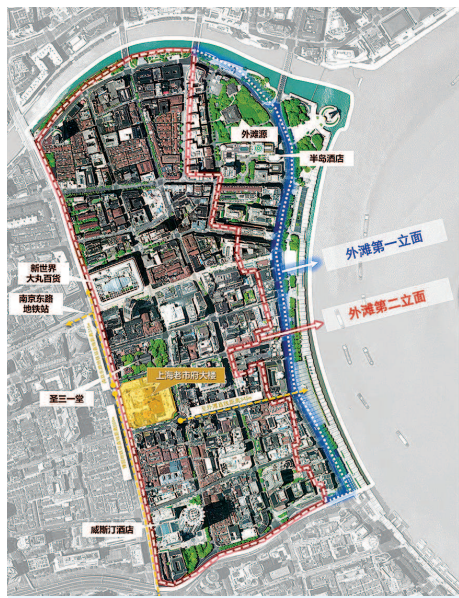 外滩源
半岛酒店
外滩第一立面
新世界
大丸百货
南京东路
地铁站
外滩第二立面
上海老市府大楼
圣三一堂
威斯汀酒店